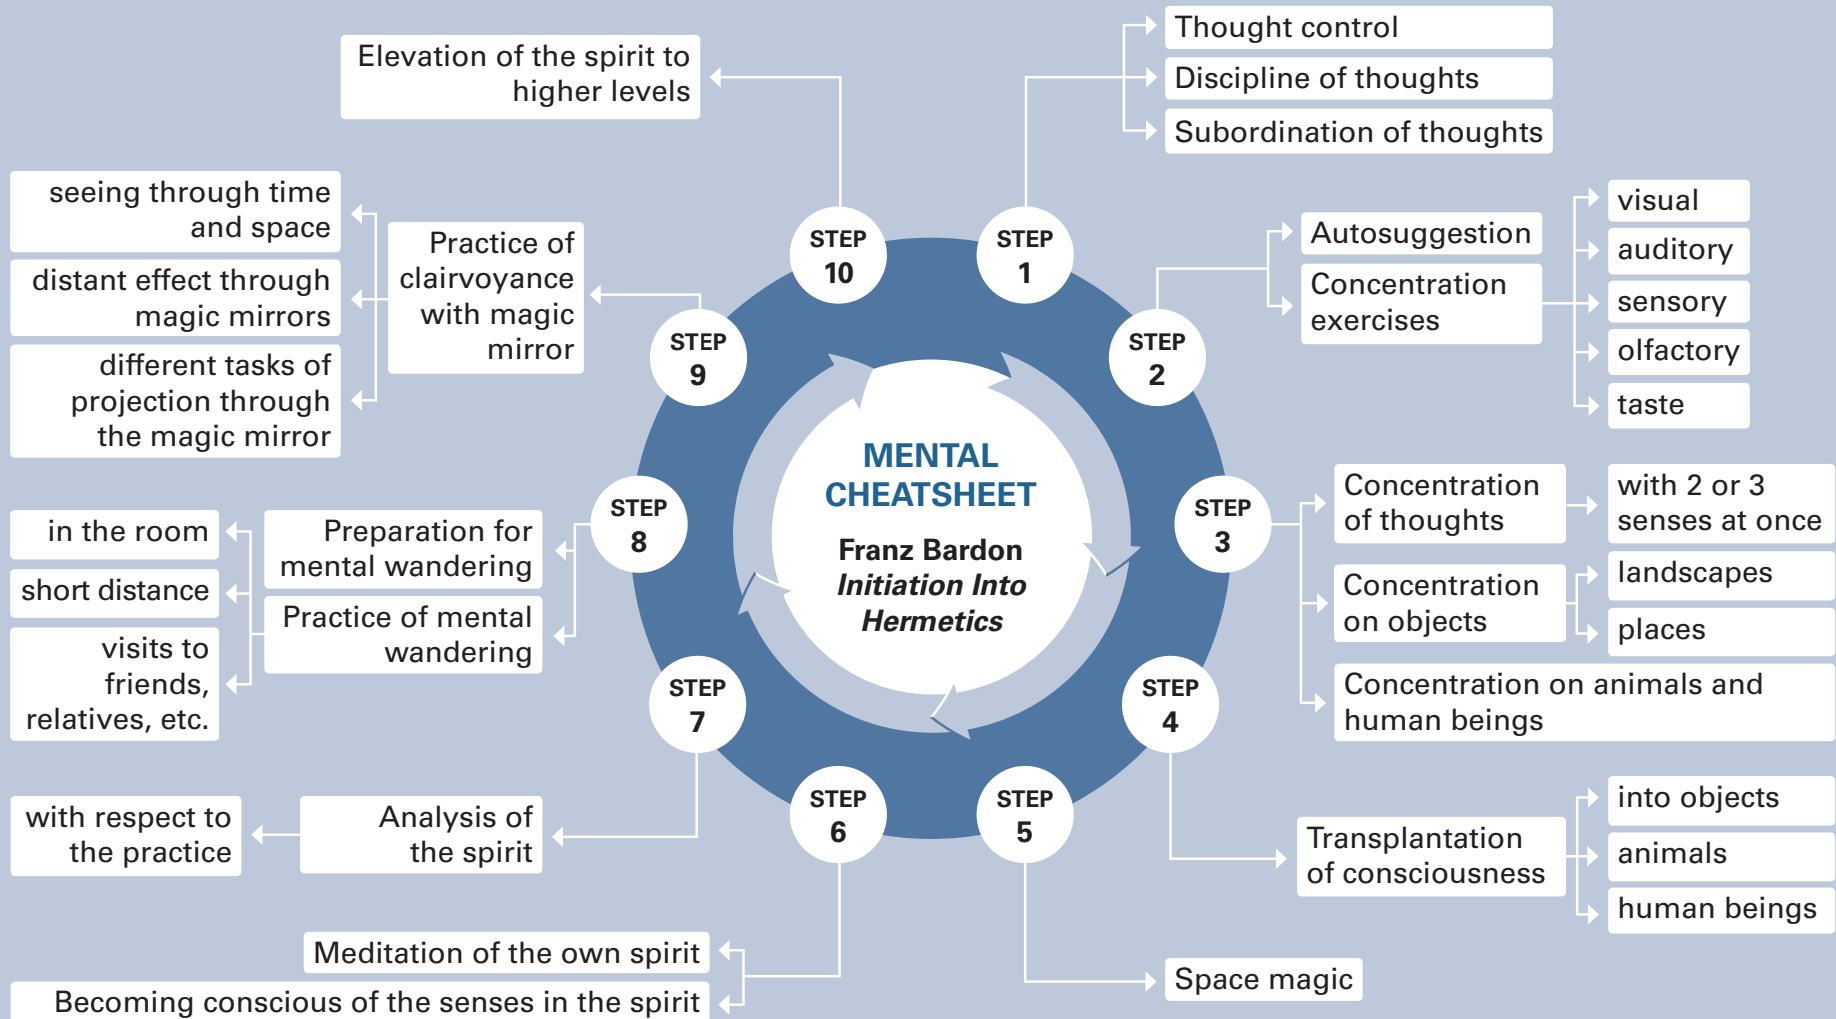 MENTAL
CHEATSHEET
Franz Bardon
Initiation Into
Hermetics
STEP
1
Thought control
Discipline of thoughts
Subordination of thoughts
STEP
2
Autosuggestion
Concentration
exercises
visual
auditory
sensory
olfactory
taste
STEP
3
Concentration
of thoughts
with 2 or 3
senses at once
Concentration
on objects
landscapes
places
Concentration on animals and
human beings
STEP
4
Transplantation
of consciousness
into objects
animals
human beings
STEP
5
Space magic
STEP
6
Meditation of the own spirit
Becoming conscious of the senses in the spirit
STEP
7
Analysis of
the spirit
with respect to
the practice
STEP
8
Preparation for
mental wandering
Practice of mental
wandering
in the room
short distance
visits to
friends,
relatives, etc.
STEP
9
Practice of
clairvoyance
with magic
mirror
seeing through time
and space
distant effect through
magic mirrors
different tasks of
projection through
the magic mirror
STEP
10
Elevation of the spirit to
higher levels